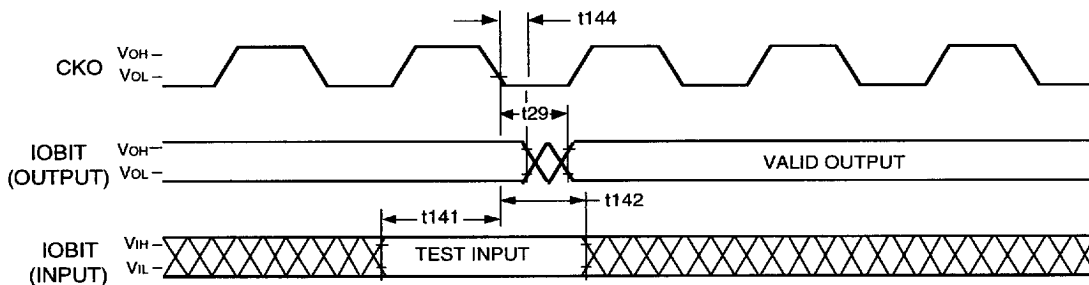 t144
CKO
VOH
VOL
t29
IOBIT
(OUTPUT)
VOH
VOL
VALID OUTPUT
t142
t141
IOBIT
(INPUT)
VIH
VIL
TEST INPUT